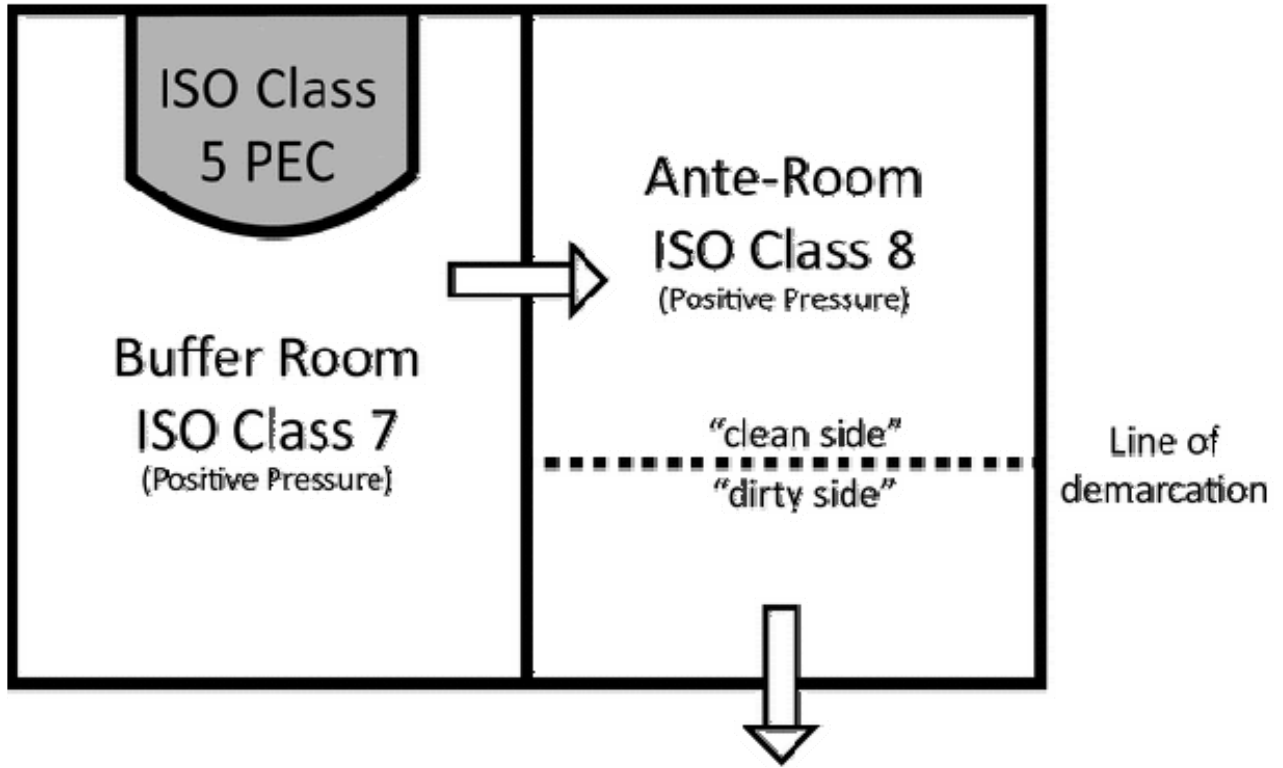 ISO Class
5 PEC
Buffer Room
ISO Class 7
(Positive Pressure)
Ante-Room
ISO Class 8
(Positive Pressure)
“clean side”
“dirty side”
Line of
demarcation